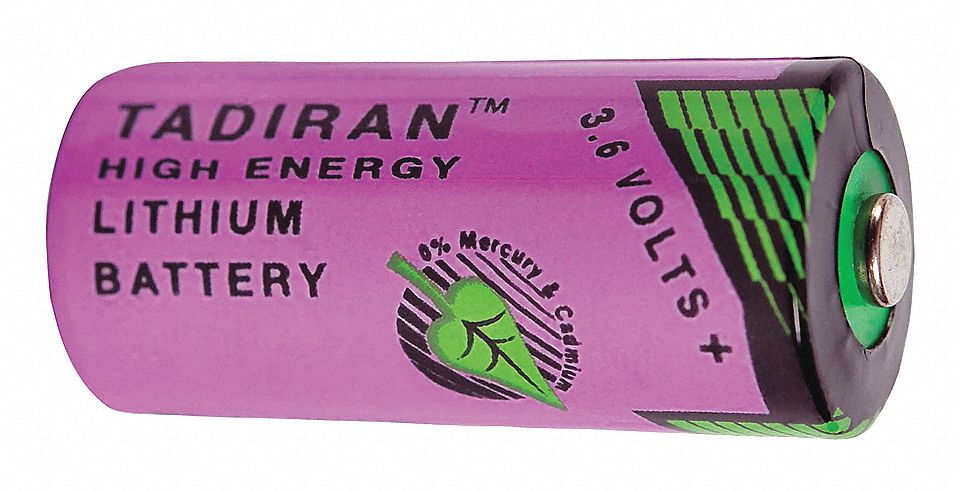 TADIRAN™
HIGH ENERGY
LITHIUM
BATTERY
0% Mercury & Cadmium
3.6 VOLTS +